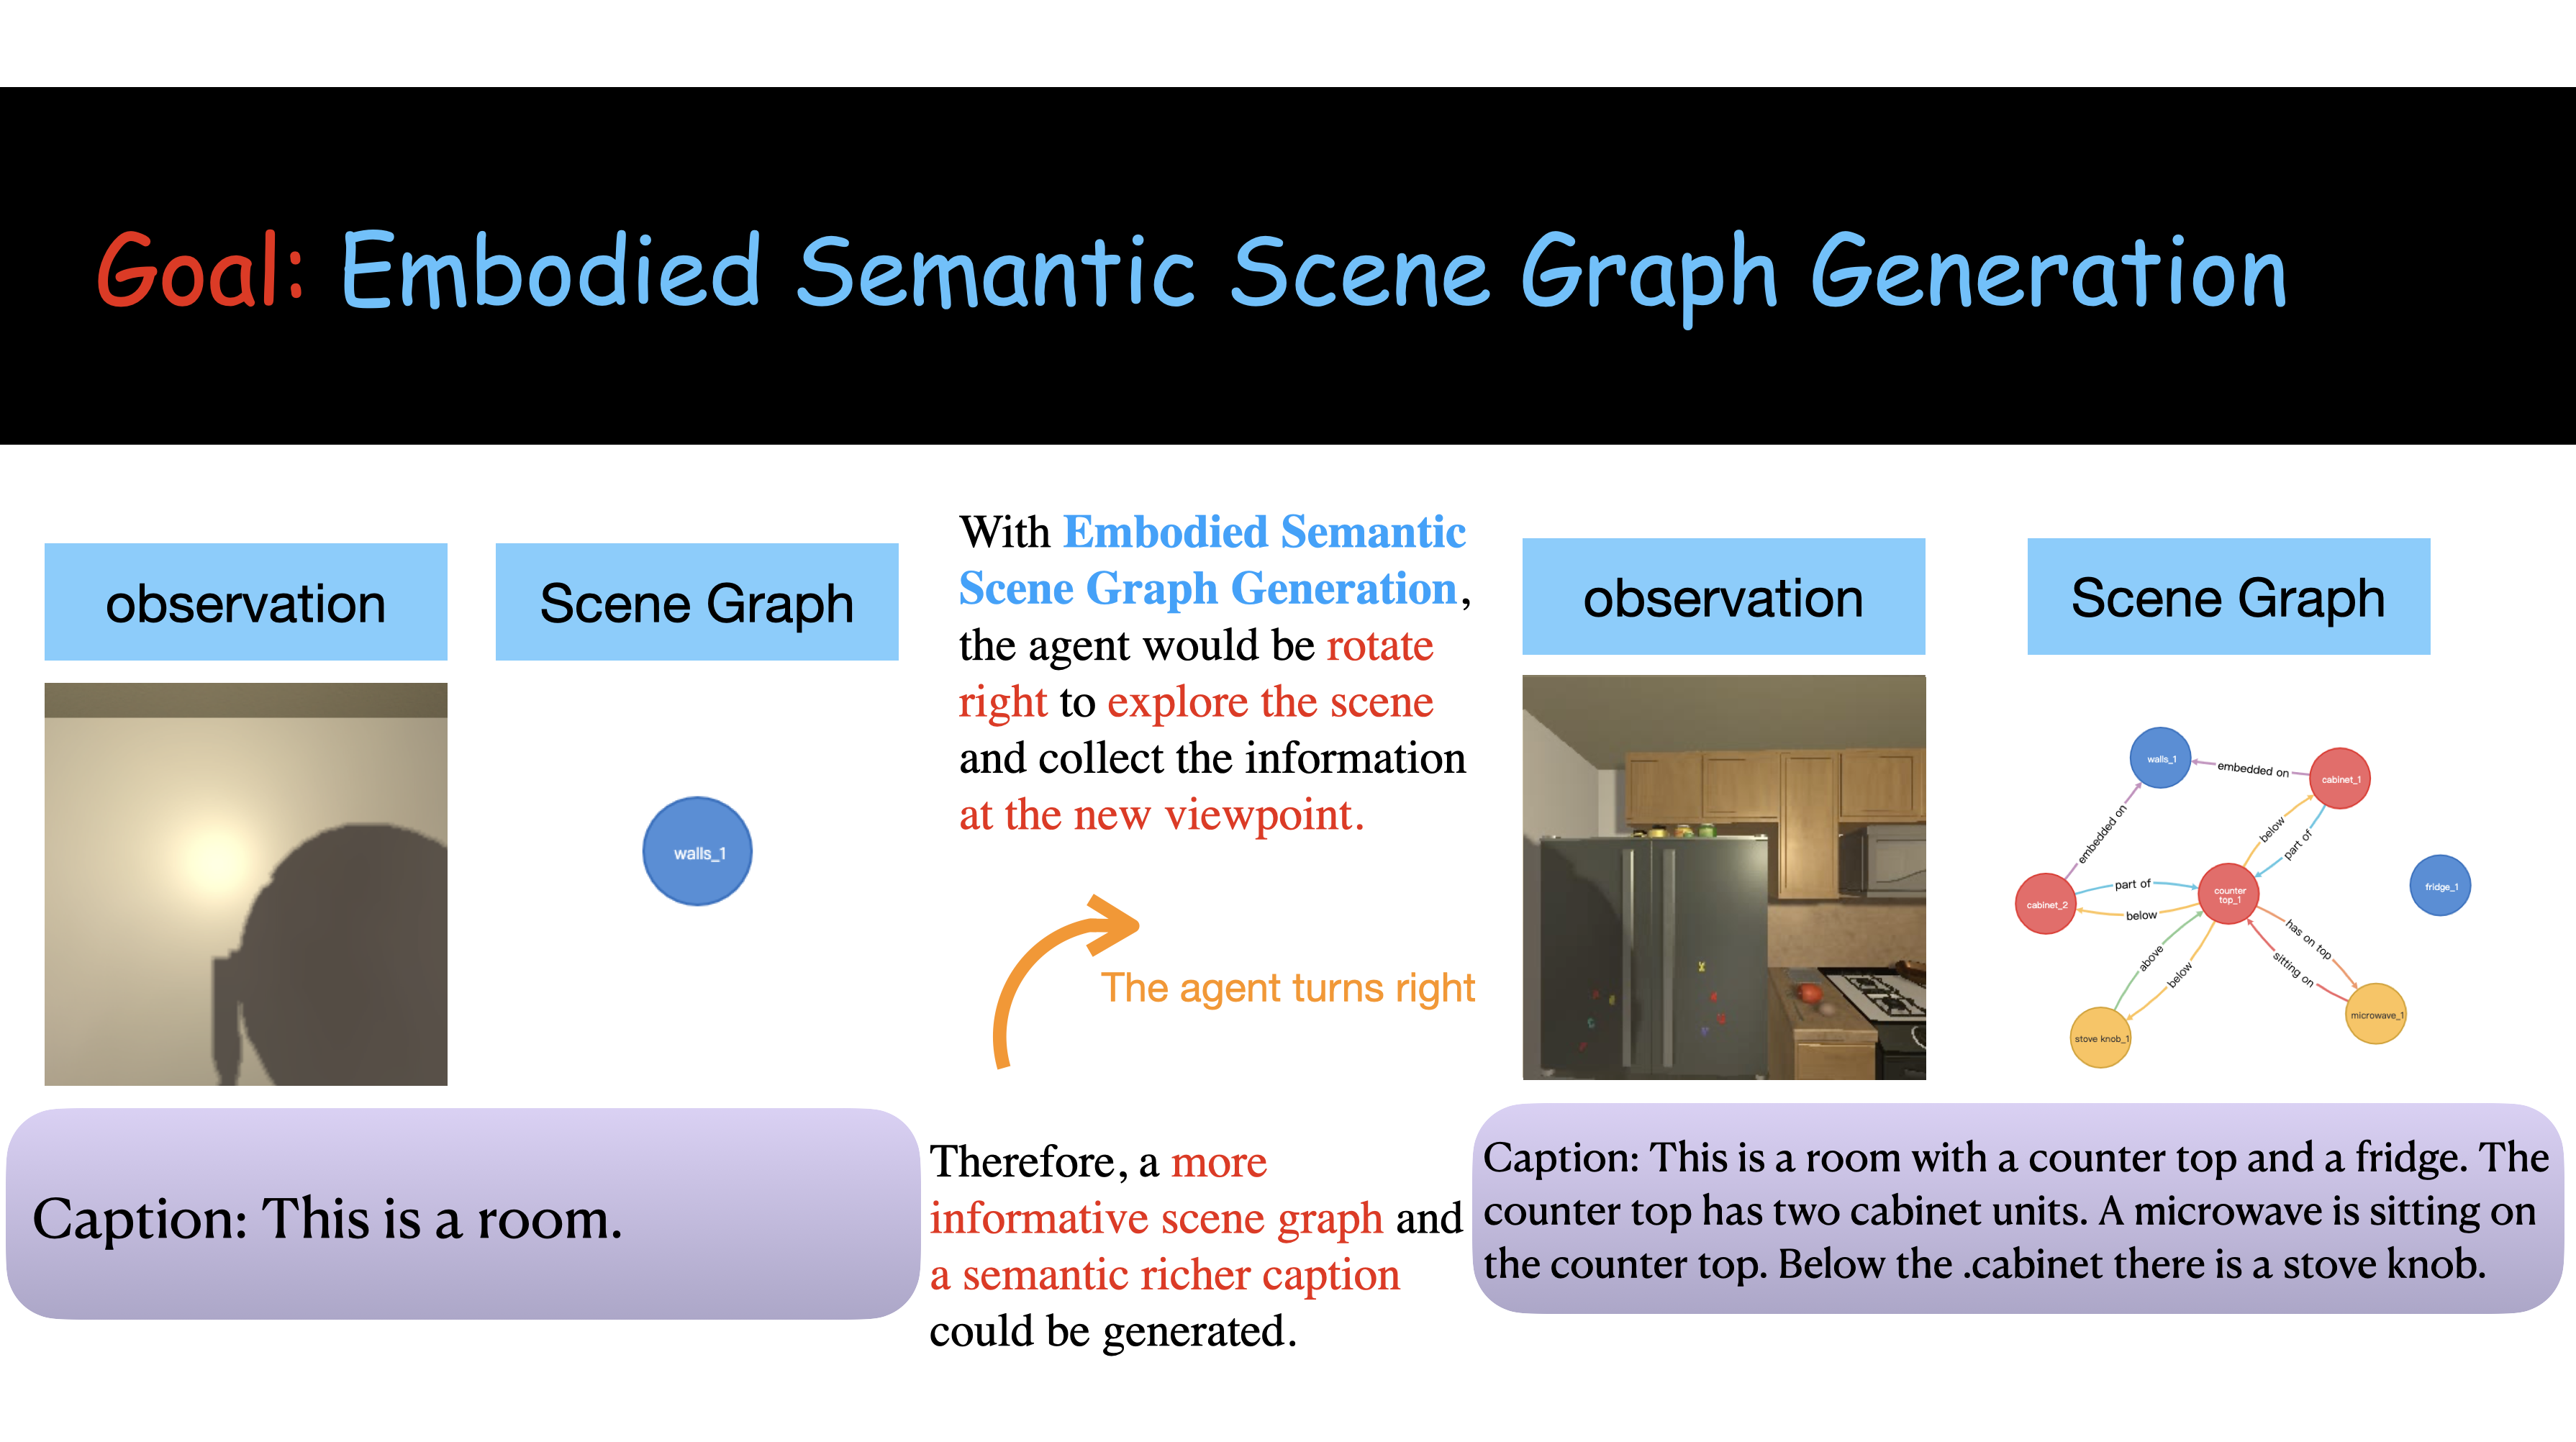 Goal: Embodied Semantic Scene Graph Generation
observation
Scene Graph
walls_1
Caption: This is a room.
With Embodied Semantic
Scene Graph Generation,
the agent would be rotate
right to explore the scene
and collect the information
at the new viewpoint.
The agent turns right
Therefore, a more
informative scene graph and
a semantic richer caption
could be generated.
observation
Scene Graph
walls_1
embedded on
cabinet_1
embedded on
below
part of
cabinet_2
part of
below
counter
top_1
fridge_1
above
below
has on top
sitting on
stove knob_1
microwave_1
Caption: This is a room with a counter top and a fridge. The
counter top has two cabinet units. A microwave is sitting on
the counter top. Below the .cabinet there is a stove knob.